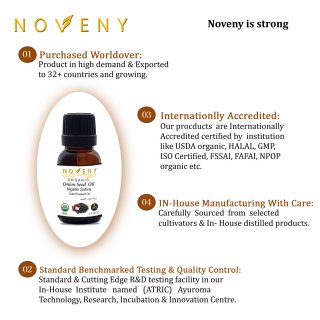 NOVENY
Noveny is strong
01 Purchased Worldover:
Product in high demand & Exported
to 32+ countries and growing.
03 Internationlly Accredited:
Our procducts are Internationally
Accredited certified by institution
like USDA organic, HALAL, GMP,
ISO Certified, FSSAI, FAFAI, NPOP
organic etc.
NOVENY
ORGANIC
Onion Seed Oil
Nigella Sativa
04 IN-House Manufacturing With Care:
Carefully Sourced from selected
cultivators & In- House distilled products.
02 Standard Benchmarked Testing & Quality Control:
Standard & Cutting Edge R&D testing facility in our
In-House Institute named (ATRIC) Ayuroma
Technology, Research, Incubation & Innovation Centre.